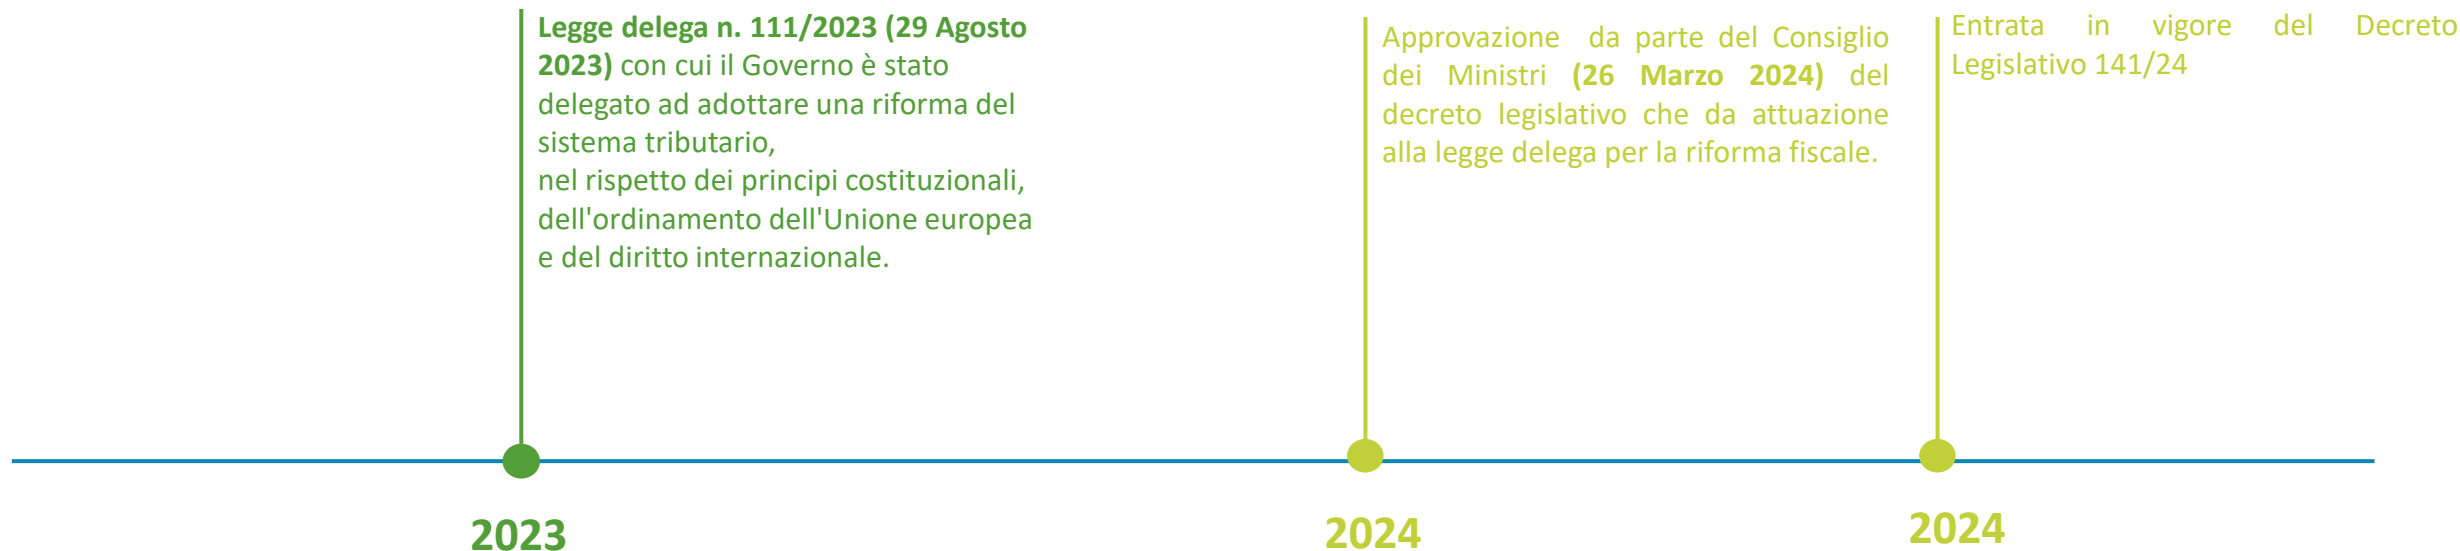 Legge delega n. 111/2023 (29 Agosto
2023) con cui il Governo è stato
delegato ad adottare una riforma del
sistema tributario,
nel rispetto dei principi costituzionali,
dell'ordinamento dell'Unione europea
e del diritto internazionale.
Approvazione da parte del Consiglio
dei Ministri (26 Marzo 2024) del
decreto legislativo che da attuazione
alla legge delega per la riforma fiscale.
Entrata in vigore del Decreto
Legislativo 141/24
2023
2024
2024